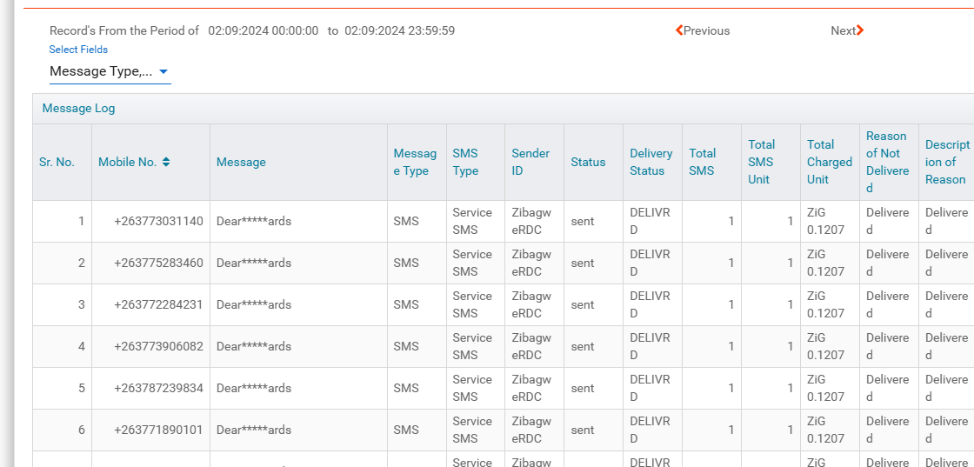 Record's From the Period of 02:09:2024 00:00:00 to 02:09:2024 23:59:59 Previous Next
Select Fields
Message Type,...
Message Log
Sr. No. Mobile No. Message Message Type SMS Type Sender ID Status Delivery Status Total SMS Total SMS Unit Total Charged Unit Reason of Not Delivered Description of Reason
1 +263773031140 Dear*****ards SMS Service SMS ZibagweRDC sent DELIVRD 1 1 ZiG 0.1207 Delivered Delivered
2 +263775283460 Dear*****ards SMS Service SMS ZibagweRDC sent DELIVRD 1 1 ZiG 0.1207 Delivered Delivered
3 +263772284231 Dear*****ards SMS Service SMS ZibagweRDC sent DELIVRD 1 1 ZiG 0.1207 Delivered Delivered
4 +263773906082 Dear*****ards SMS Service SMS ZibagweRDC sent DELIVRD 1 1 ZiG 0.1207 Delivered Delivered
5 +263787239834 Dear*****ards SMS Service SMS ZibagweRDC sent DELIVRD 1 1 ZiG 0.1207 Delivered Delivered
6 +263771890101 Dear*****ards SMS Service SMS ZibagweRDC sent DELIVRD 1 1 ZiG 0.1207 Delivered Delivered
Service Zibagw DELIVR ZiG Delivere Delivere